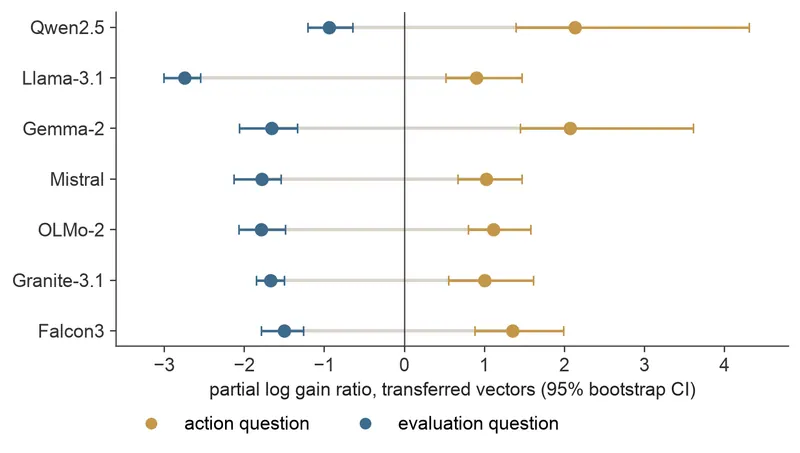 Qwen2.5
Llama-3.1
Gemma-2
Mistral
OLMo-2
Granite-3.1
Falcon3
−3 −2 −1 0 1 2 3 4
partial log gain ratio, transferred vectors (95% bootstrap CI)
action question evaluation question